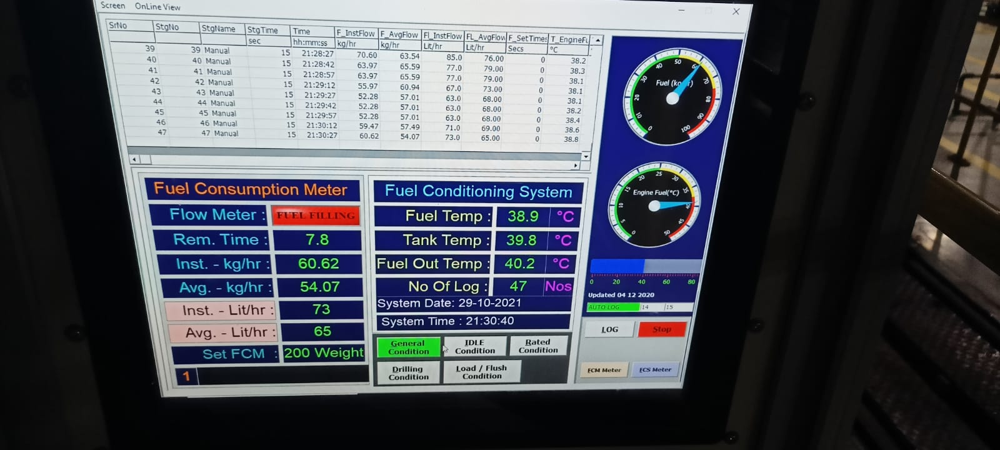 Screen OnLine View
SrNo StgNo StgName StgTime Time F_InstFlow F_AvgFlow Fl_InstFlow FL_AvgFlow F_SetTimes T_EngineFu
sec hh:mm:ss kg/hr kg/hr Lit/hr Lit/hr Secs °C
39 39 Manual 15 21:28:27 70.60 63.54 85.0 76.00 0 38.2
40 40 Manual 15 21:28:42 63.97 65.59 77.0 79.00 0 38.3
41 41 Manual 15 21:28:57 63.97 65.59 77.0 79.00 0 38.1
42 42 Manual 15 21:29:12 55.97 60.94 67.0 73.00 0 38.1
43 43 Manual 15 21:29:27 52.28 57.01 63.0 68.00 0 38.1
44 44 Manual 15 21:29:42 52.28 57.01 63.0 68.00 0 38.2
45 45 Manual 15 21:29:57 52.28 57.01 63.0 68.00 0 38.4
46 46 Manual 15 21:30:12 59.47 57.49 71.0 69.00 0 38.6
47 47 Manual 15 21:30:27 60.62 54.07 73.0 65.00 0 38.8
Fuel Consumption Meter
Flow Meter : FUEL FILLING
Rem. Time : 7.8
Inst. - kg/hr : 60.62
Avg. - kg/hr : 54.07
Inst. - Lit/hr : 73
Avg. - Lit/hr : 65
Set FCM : 200 Weight
1
Fuel Conditioning System
Fuel Temp : 38.9 °C
Tank Temp : 39.8 °C
Fuel Out Temp : 40.2 °C
No Of Log : 47 Nos
System Date: 29-10-2021
System Time : 21:30:40
General Condition
IDLE Condition
Rated Condition
Drilling Condition
Load / Flush Condition
0 10 20 30 40 50 70 80 90 100
Fuel
0 5 10 15 20 25 30 35 40 45 50
Engine Fuel(°C)
0 20 40 60 80
Updated 04 12 2020
AUTO LOG 14 15
LOG Stop
FCM Meter FCS Meter